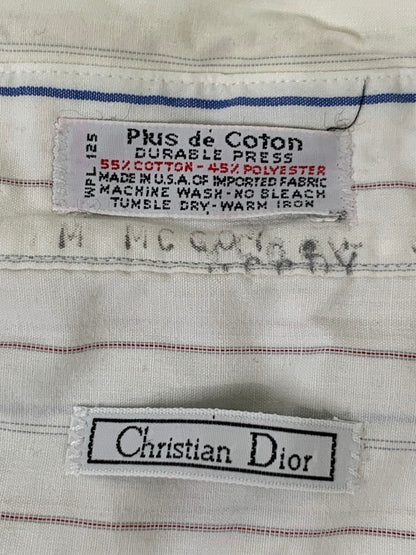 Plus de Coton
DURABLE PRESS
55% COTTON - 45% POLYESTER
MADE IN U.S.A. OF IMPORTED FABRIC
MACHINE WASH - NO BLEACH
TUMBLE DRY - WARM IRON
WPL 125
M
Christian Dior